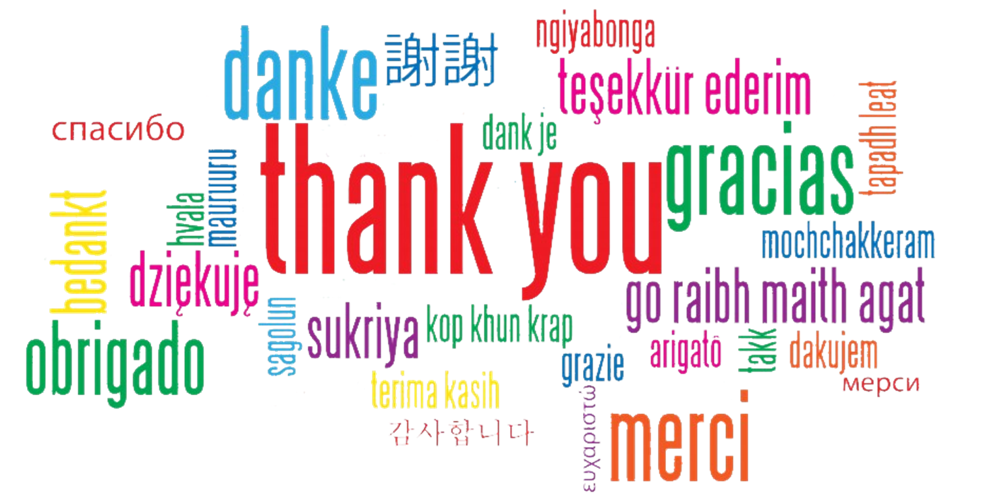 ngiyabonga
danke
謝謝
teşekkür ederim
tapadh leat
спасибо
dank je
thank you
gracias
mauruuru
hvala
bedankt
mochchakkeram
dziękuję
go raibh maith agat
sagolun
sukriya
kop khun krap
obrigado
grazie
arigatô
takk
dakujem
terima kasih
мерси
ευχαριστώ
merci
감사합니다